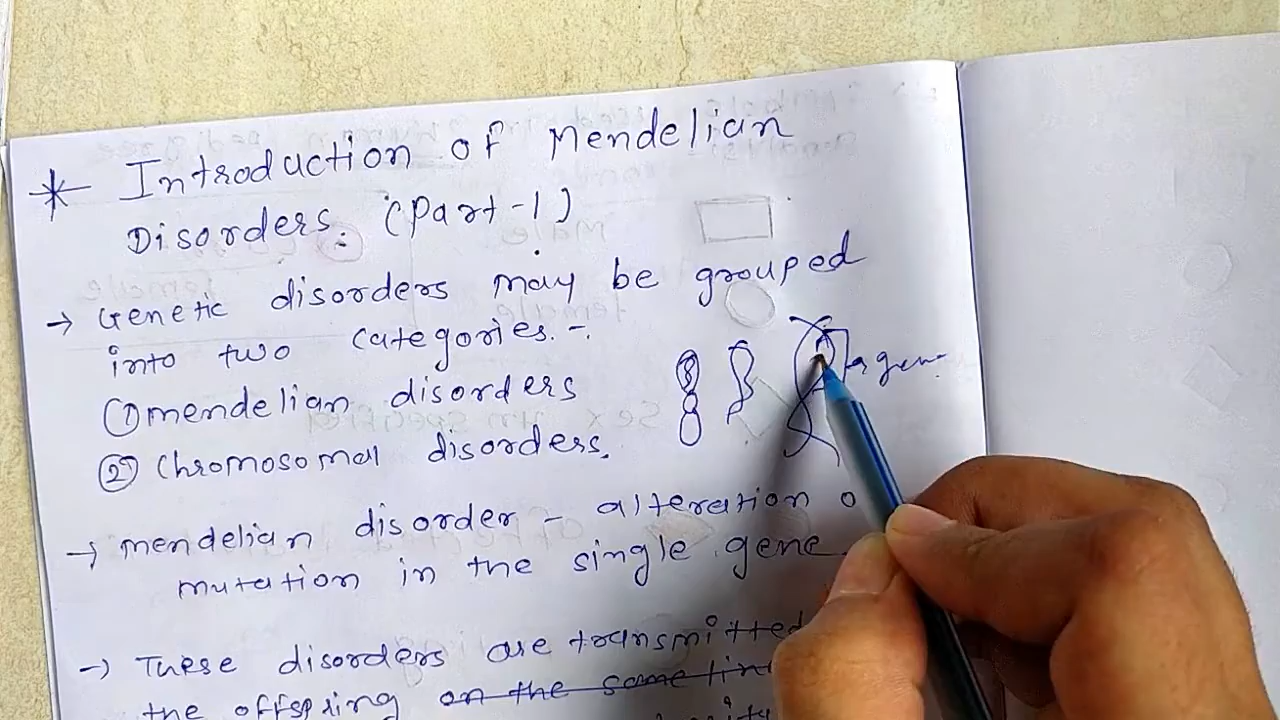 * Introduction of Mendelian
Disorders. (Part-1)
→ Genetic disorders may be grouped
into two categories.-
① mendelian disorders
② Chromosomal disorders.
a gene
→ mendelian disorder - alteration o
mutation in the single gene
→ These disorders are transmitted
the offspring on the same